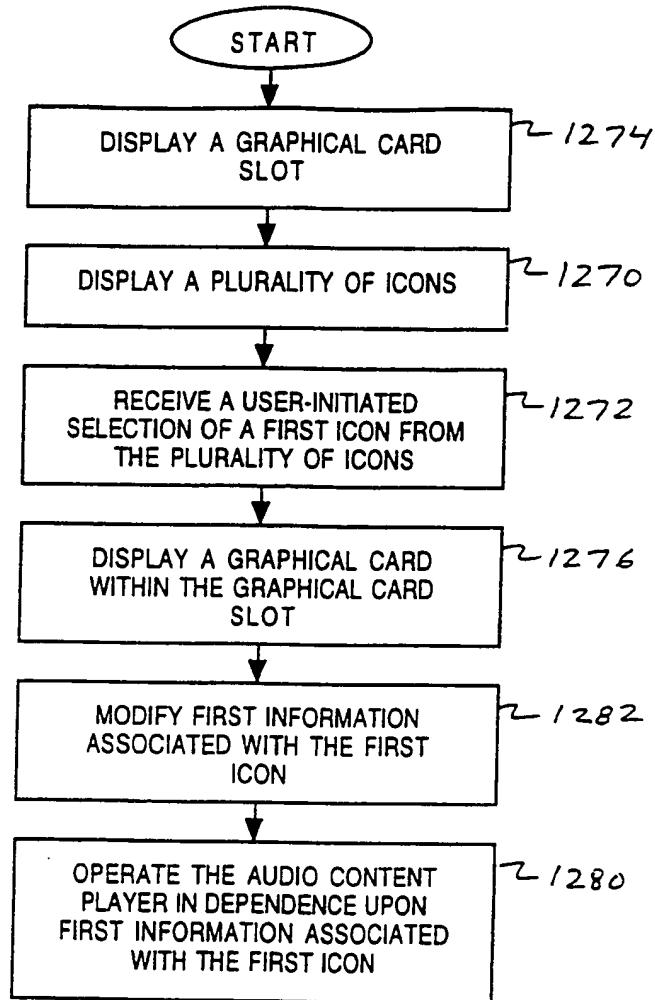 START
DISPLAY A GRAPHICAL CARD
SLOT
1274
DISPLAY A PLURALITY OF ICONS
1270
RECEIVE A USER-INITIATED
SELECTION OF A FIRST ICON FROM
THE PLURALITY OF ICONS
1272
DISPLAY A GRAPHICAL CARD
WITHIN THE GRAPHICAL CARD
SLOT
1276
MODIFY FIRST INFORMATION
ASSOCIATED WITH THE FIRST
ICON
1282
OPERATE THE AUDIO CONTENT
PLAYER IN DEPENDENCE UPON
FIRST INFORMATION ASSOCIATED
WITH THE FIRST ICON
1280